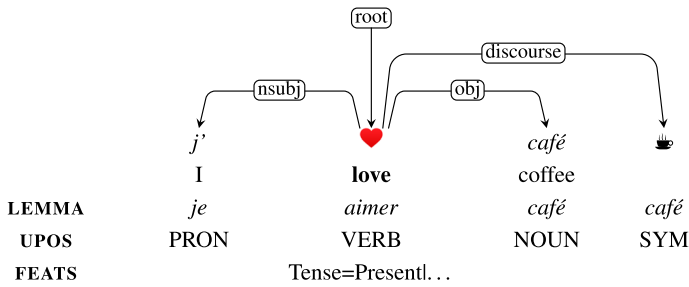 root
discourse
nsubj obj
j’ ❤️ café ☕
I love coffee
LEMMA je aimer café café
UPOS PRON VERB NOUN SYM
FEATS Tense=Present|...